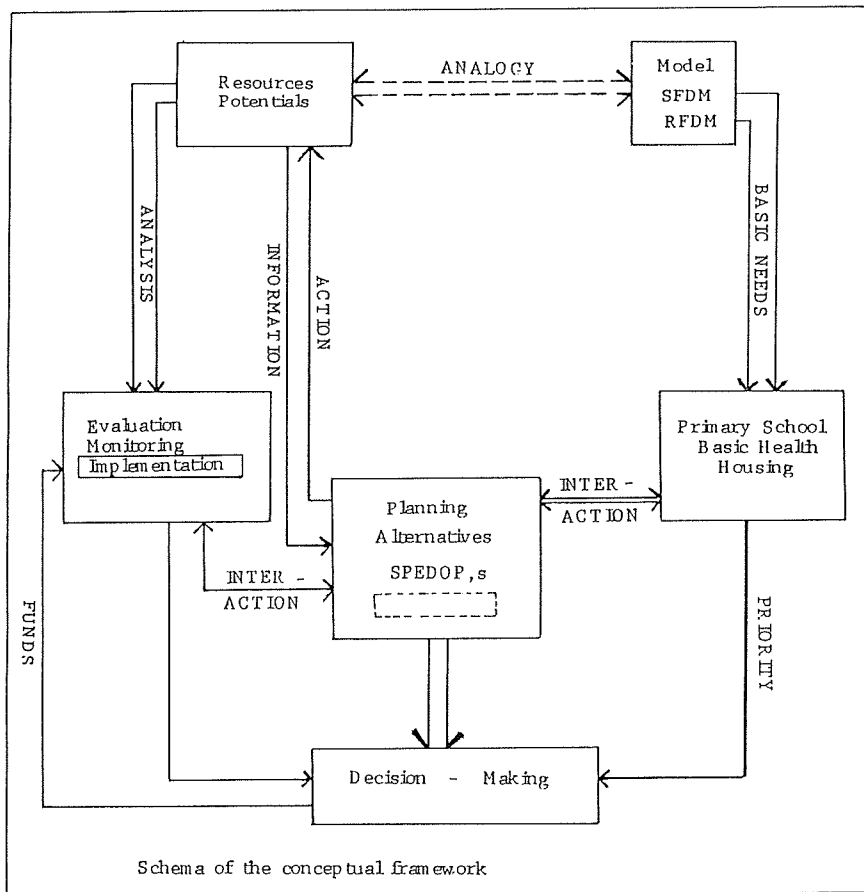 Resources
Potentials
ANALOGY
Model
SFDM
RFDM
ANALYSIS
INFORMATION
ACTION
BASIC NEEDS
Evaluation
Monitoring
Implementation
Primary School
Basic Health
Housing
Planning
Alternatives
SPEDOP,s
INTER -
ACTION
INTER -
ACTION
FUNDS
PRIORITY
Decision - Making
Schema of the conceptual framework